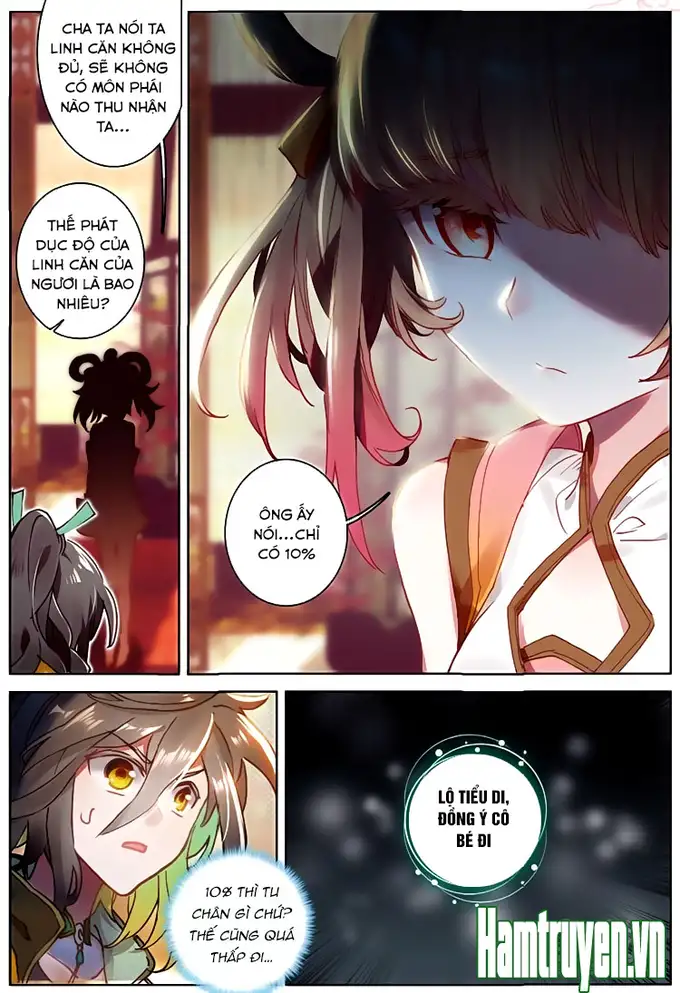 CHA TA NÓI TA
LINH CĂN KHÔNG
ĐỦ, SẼ KHÔNG
CÓ MÔN PHÁI
NÀO THU NHẬN
TA...
THẾ PHÁT
DỤC ĐỘ CỦA
LINH CĂN CỦA
NGƯƠI LÀ BAO
NHIÊU?
ÔNG ẤY
NÓI...CHỈ
CÓ 10%
10% THÌ TU
CHÂN GÌ CHỨ?
THẾ CŨNG QUÁ
THẤP ĐI...
LỘ TIỂU DI,
ĐỒNG Ý CÔ
BÉ ĐI
Hamtruyen.vn